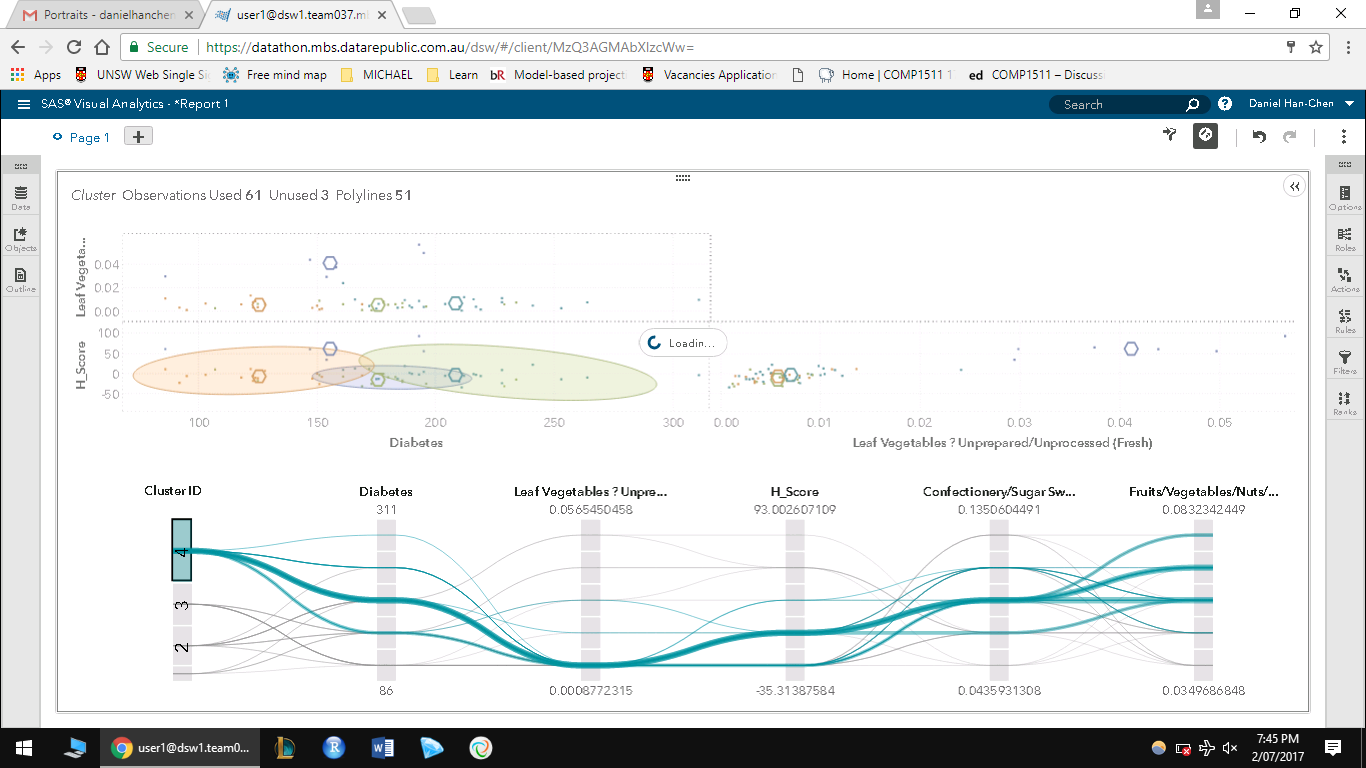 Portraits - danielhanchen
user1@dsw1.team037.m
Secure https://datathon.mbs.datarepublic.com.au/dsw/#/client/MzQ3AGMAbXIzcWw=
Apps UNSW Web Single Si Free mind map MICHAEL Learn bR Model-based project Vacancies Application Home | COMP1511 1 ed COMP1511 – Discuss
SAS® Visual Analytics - *Report 1 Search Daniel Han-Chen
Page 1
Cluster Observations Used 61 Unused 3 Polylines 51
Data
Objects
Outline
Options
Roles
Actions
Rules
Filters
Ranks
Leaf Vegeta...
0.04
0.02
0.00
H_Score
100
50
0
-50
Loadin...
100 150 200 250 300 0.00 0.01 0.02 0.03 0.04 0.05
Diabetes Leaf Vegetables ? Unprepared/Unprocessed (Fresh)
Cluster ID Diabetes Leaf Vegetables ? Unpre... H_Score Confectionery/Sugar Sw... Fruits/Vegetables/Nuts/...
311 0.0565450458 93.002607109 0.1350604491 0.0832342449
4
3
2
86 0.0008772315 -35.31387584 0.0435931308 0.0349686848
user1@dsw1.team0... R W
7:45 PM
2/07/2017